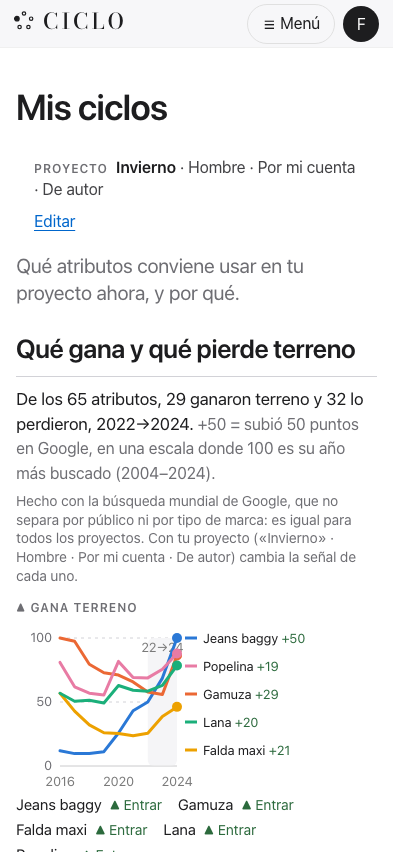 CICLO
≡ Menú
F
Mis ciclos
PROYECTO Invierno · Hombre · Por mi cuenta
· De autor
Editar
Qué atributos conviene usar en tu
proyecto ahora, y por qué.
Qué gana y qué pierde terreno
De los 65 atributos, 29 ganaron terreno y 32 lo
perdieron, 2022→2024. +50 = subió 50 puntos
en Google, en una escala donde 100 es su año
más buscado (2004–2024).
Hecho con la búsqueda mundial de Google, que no
separa por público ni por tipo de marca: es igual para
todos los proyectos. Con tu proyecto («Invierno» ·
Hombre · Por mi cuenta · De autor) cambia la señal de
cada uno.
▲ GANA TERRENO
100
50
0
22→24
2016
2020
2024
Jeans baggy +50
Popelina +19
Gamuza +29
Lana +20
Falda maxi +21
Jeans baggy ▲ Entrar Gamuza ▲ Entrar
Falda maxi ▲ Entrar Lana ▲ Entrar